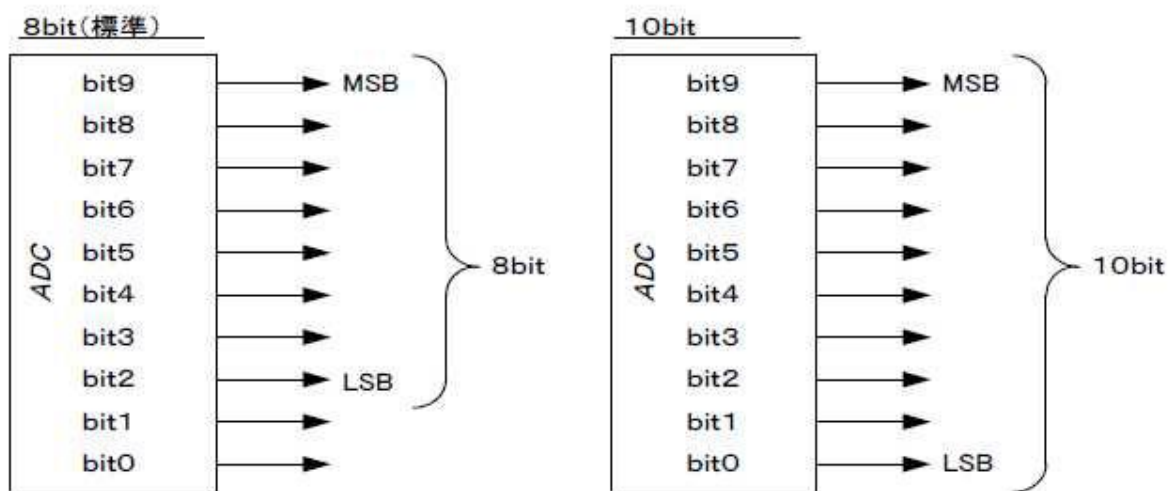 8bit(標準)
bit9
MSB
bit8
bit7
bit6
bit5
bit4
bit3
bit2
LSB
bit1
bit0
ADC
8bit
10bit
bit9
MSB
bit8
bit7
bit6
bit5
bit4
bit3
bit2
bit1
bit0
LSB
ADC
10bit